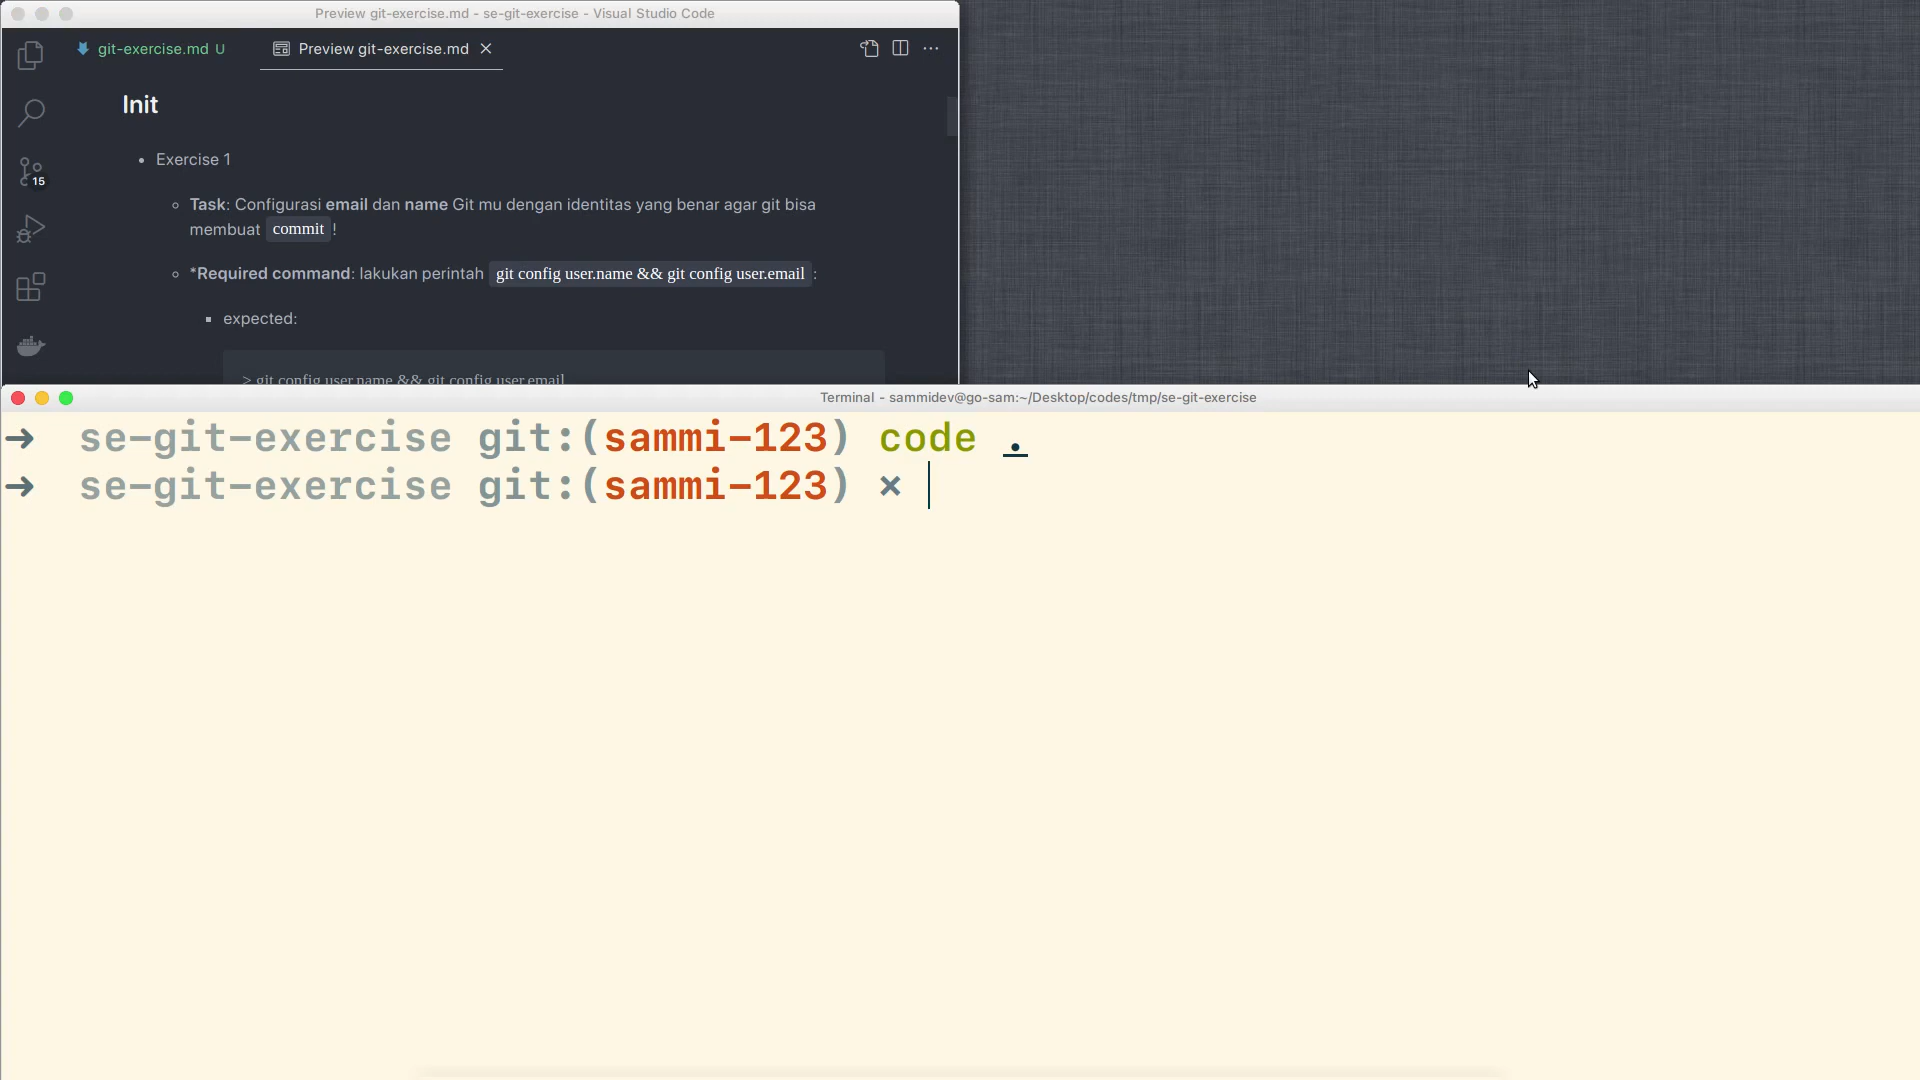 Preview git-exercise.md - se-git-exercise - Visual Studio Code
git-exercise.md U
Preview git-exercise.md
Init
• Exercise 1
◦ Task: Configurasi email dan name Git mu dengan identitas yang benar agar git bisa
membuat commit !
◦ *Required command: lakukan perintah git config user.name && git config user.email :
▪ expected:
> git config user.name && git config user.email
15
Terminal - sammidev@go-sam:~/Desktop/codes/tmp/se-git-exercise
➜ se-git-exercise git:(sammi-123) code .
➜ se-git-exercise git:(sammi-123) ×